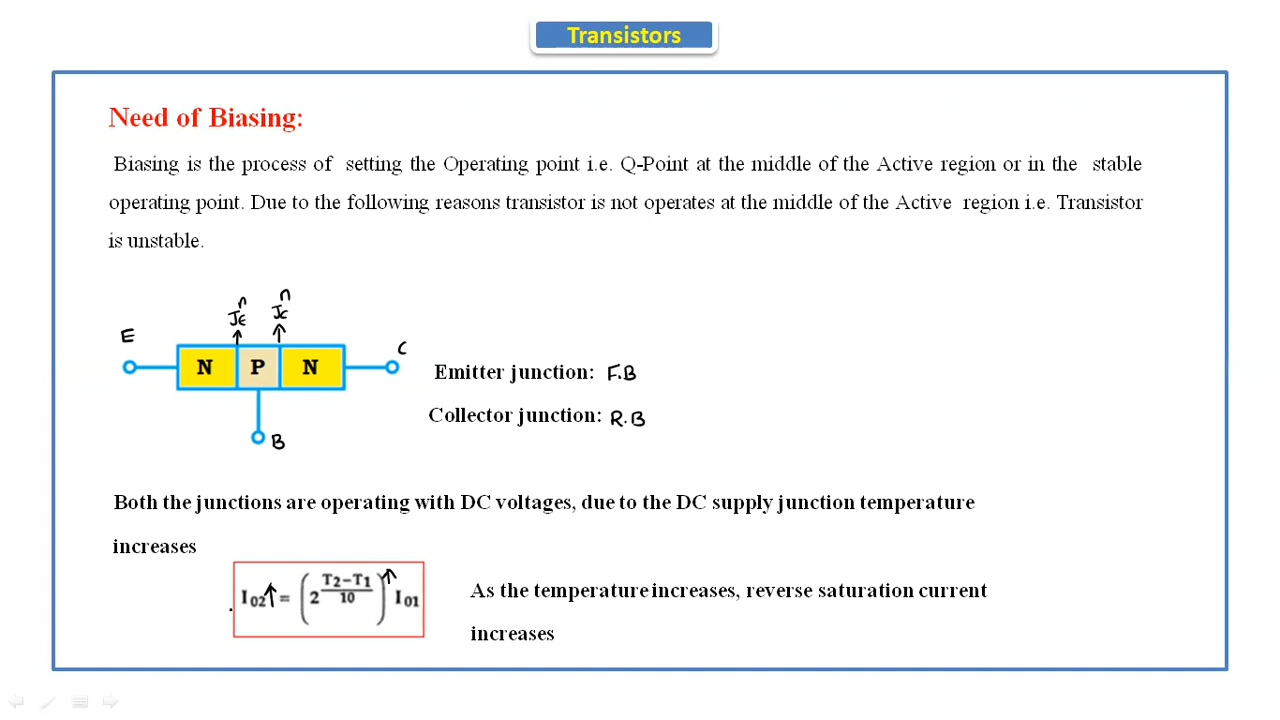 Transistors
Need of Biasing:
Biasing is the process of setting the Operating point i.e. Q-Point at the middle of the Active region or in the stable
operating point. Due to the following reasons transistor is not operates at the middle of the Active region i.e. Transistor
is unstable.
JEⁿ JCⁿ
E
C
N P N
B
Emitter junction: F.B
Collector junction: R.B
Both the junctions are operating with DC voltages, due to the DC supply junction temperature
increases
I02↑ = (2^((T2-T1)/10))↑ I01
As the temperature increases, reverse saturation current
increases